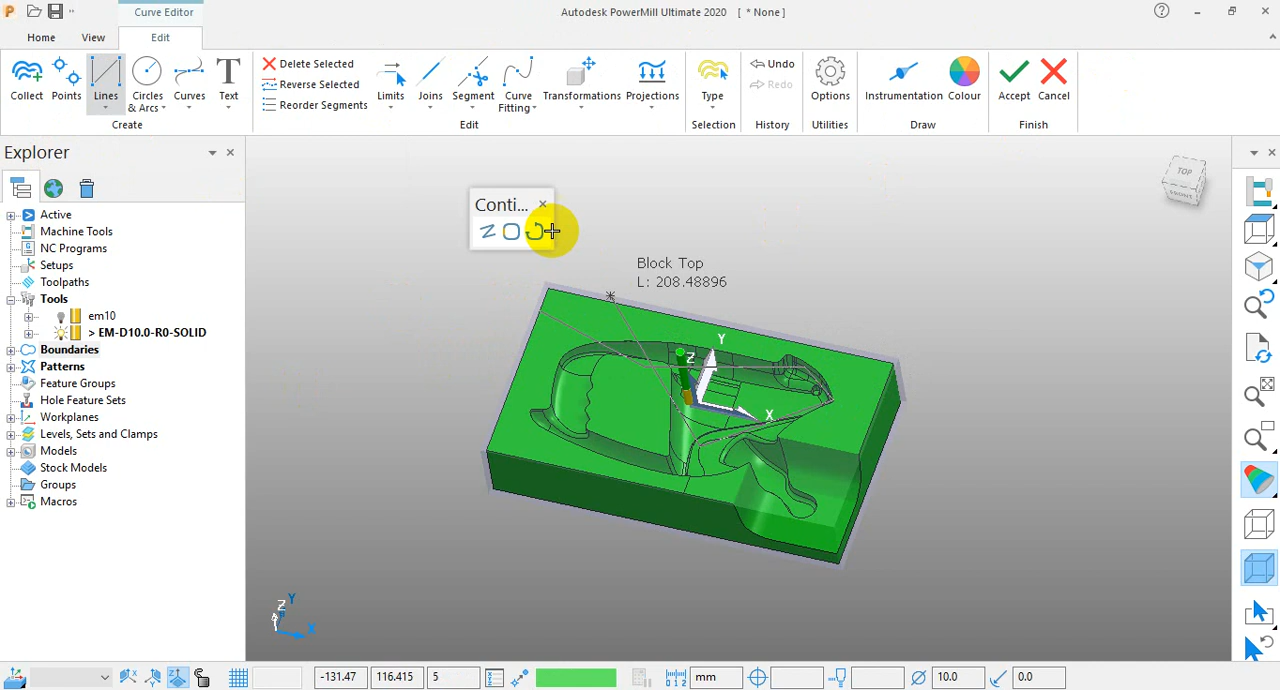 Curve Editor
Autodesk PowerMill Ultimate 2020 [ * None ]
Home View Edit
Collect Points Lines Circles & Arcs Curves Text
Create
Delete Selected
Reverse Selected
Reorder Segments
Limits Joins Segment Curve Fitting Transformations Projections
Edit
Type
Selection
Undo
Redo
History
Options
Utilities
Instrumentation Colour
Draw
Accept Cancel
Finish
Explorer
Active
Machine Tools
NC Programs
Setups
Toolpaths
Tools
em10
> EM-D10.0-R0-SOLID
Boundaries
Patterns
Feature Groups
Hole Feature Sets
Workplanes
Levels, Sets and Clamps
Models
Stock Models
Groups
Macros
Conti...
Block Top
L: 208.48896
TOP
Y
Z
X
Z Y
X
-131.47 116.415 5 mm 10.0 0.0